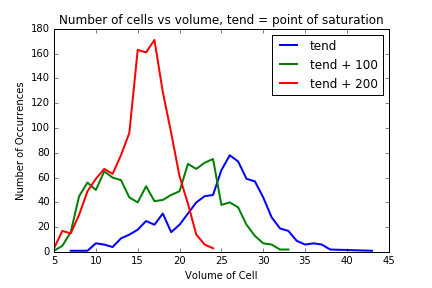 Number of cells vs volume, tend = point of saturation
180
160
140
120
100
80
60
40
20
0
Number of Occurrences
tend
tend + 100
tend + 200
5 10 15 20 25 30 35 40 45
Volume of Cell